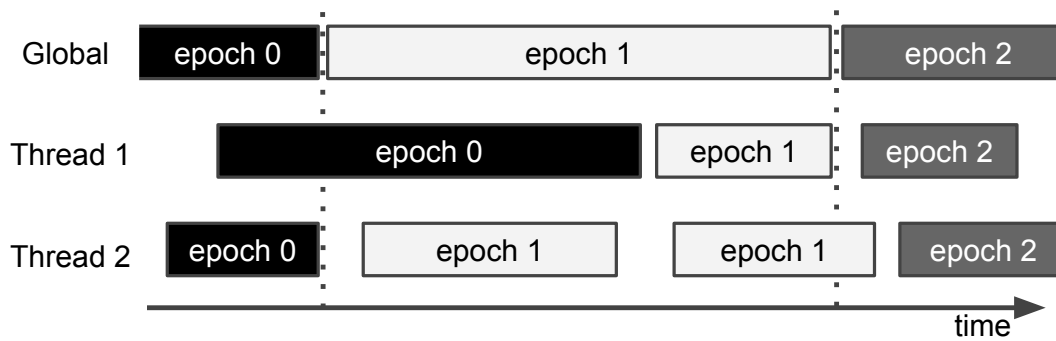 Global epoch 0 epoch 1 epoch 2
Thread 1 epoch 0 epoch 1 epoch 2
Thread 2 epoch 0 epoch 1 epoch 1 epoch 2
time